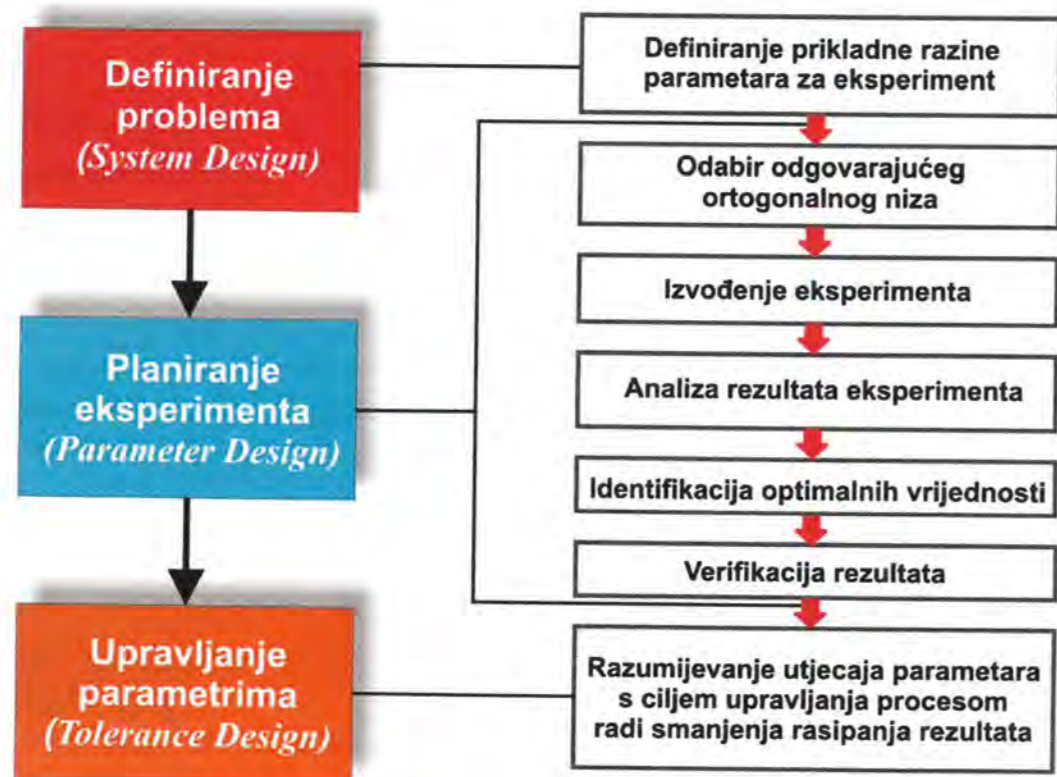 Definiranje
problema
(System Design)
Planiranje
eksperimenta
(Parameter Design)
Upravljanje
parametrima
(Tolerance Design)
Definiranje prikladne razine
parametara za eksperiment
Odabir odgovarajućeg
ortogonalnog niza
Izvođenje eksperimenta
Analiza rezultata eksperimenta
Identifikacija optimalnih vrijednosti
Verifikacija rezultata
Razumijevanje utjecaja parametara
s ciljem upravljanja procesom
radi smanjenja rasipanja rezultata